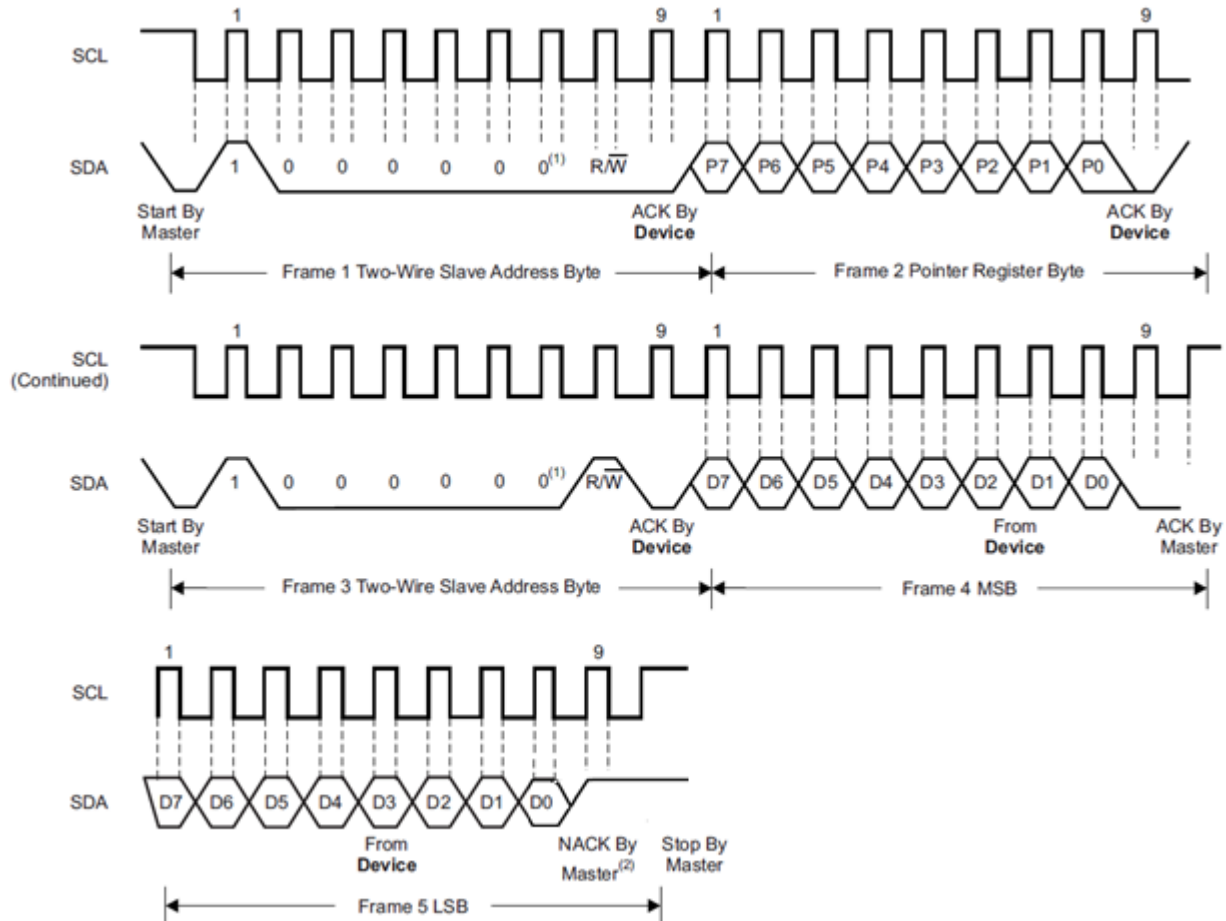 1 9 1 9
SCL
SDA 1 0 0 0 0 0 0(1) R/W̅ P7 P6 P5 P4 P3 P2 P1 P0
Start By ACK By ACK By
Master Device Device
Frame 1 Two-Wire Slave Address Byte Frame 2 Pointer Register Byte
1 9 1 9
SCL
(Continued)
SDA 1 0 0 0 0 0 0(1) R/W̅ D7 D6 D5 D4 D3 D2 D1 D0
Start By ACK By From ACK By
Master Device Device Master
Frame 3 Two-Wire Slave Address Byte Frame 4 MSB
1 9
SCL
SDA D7 D6 D5 D4 D3 D2 D1 D0
From NACK By Stop By
Device Master(2) Master
Frame 5 LSB